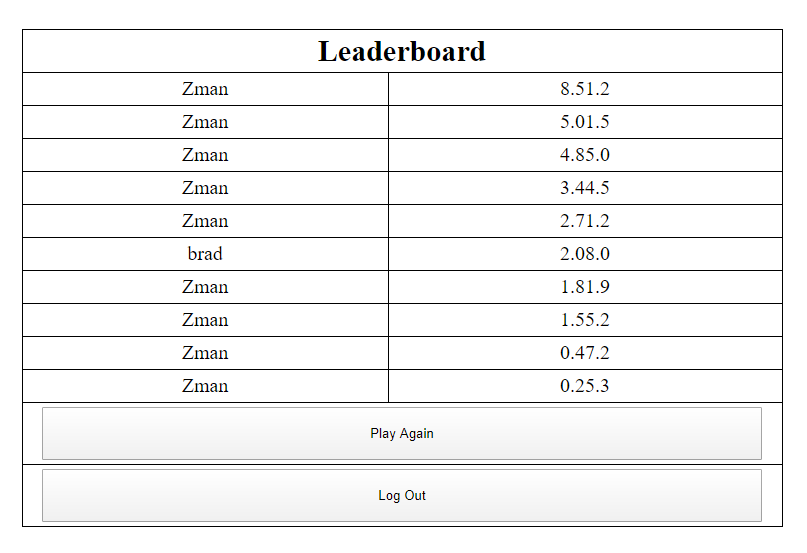 Leaderboard
Zman 8.51.2
Zman 5.01.5
Zman 4.85.0
Zman 3.44.5
Zman 2.71.2
brad 2.08.0
Zman 1.81.9
Zman 1.55.2
Zman 0.47.2
Zman 0.25.3
Play Again
Log Out